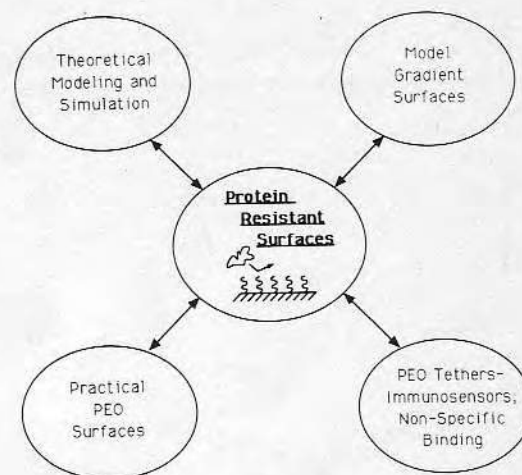 Theoretical
Modeling and
Simulation
Model
Gradient
Surfaces
Protein
Resistant
Surfaces
Practical
PEO
Surfaces
PEO Tethers-
Immunosensors;
Non-Specific
Binding